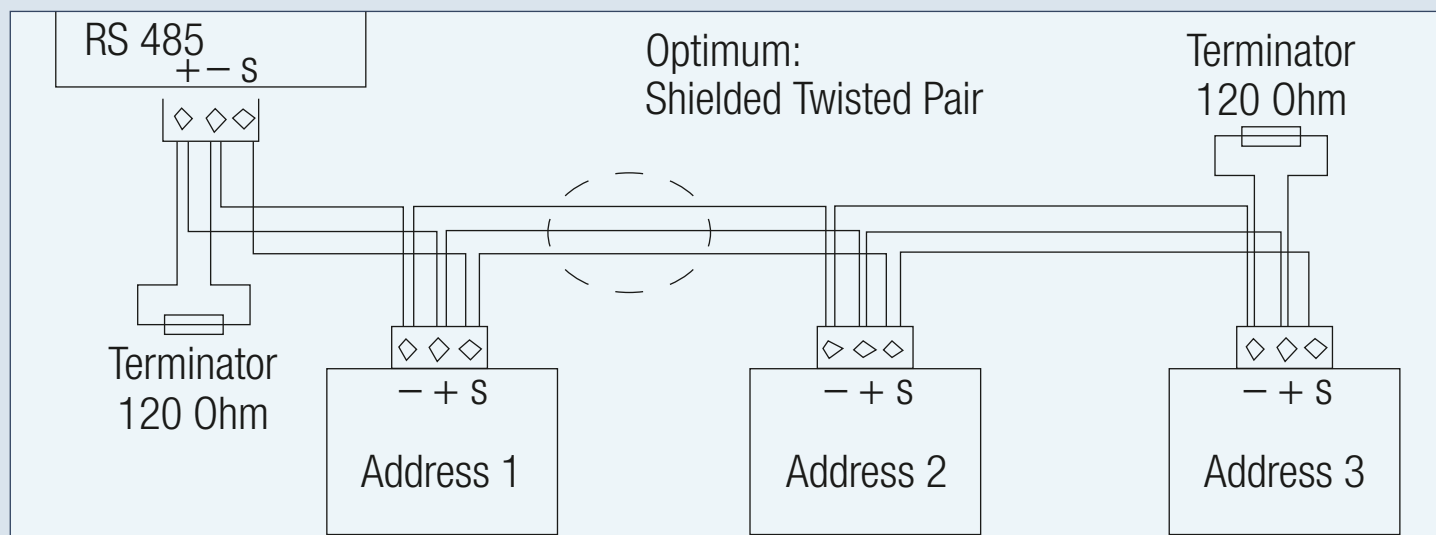 RS 485
+ − S
Optimum:
Shielded Twisted Pair
Terminator
120 Ohm
Terminator
120 Ohm
− + S
Address 1
− + S
Address 2
− + S
Address 3